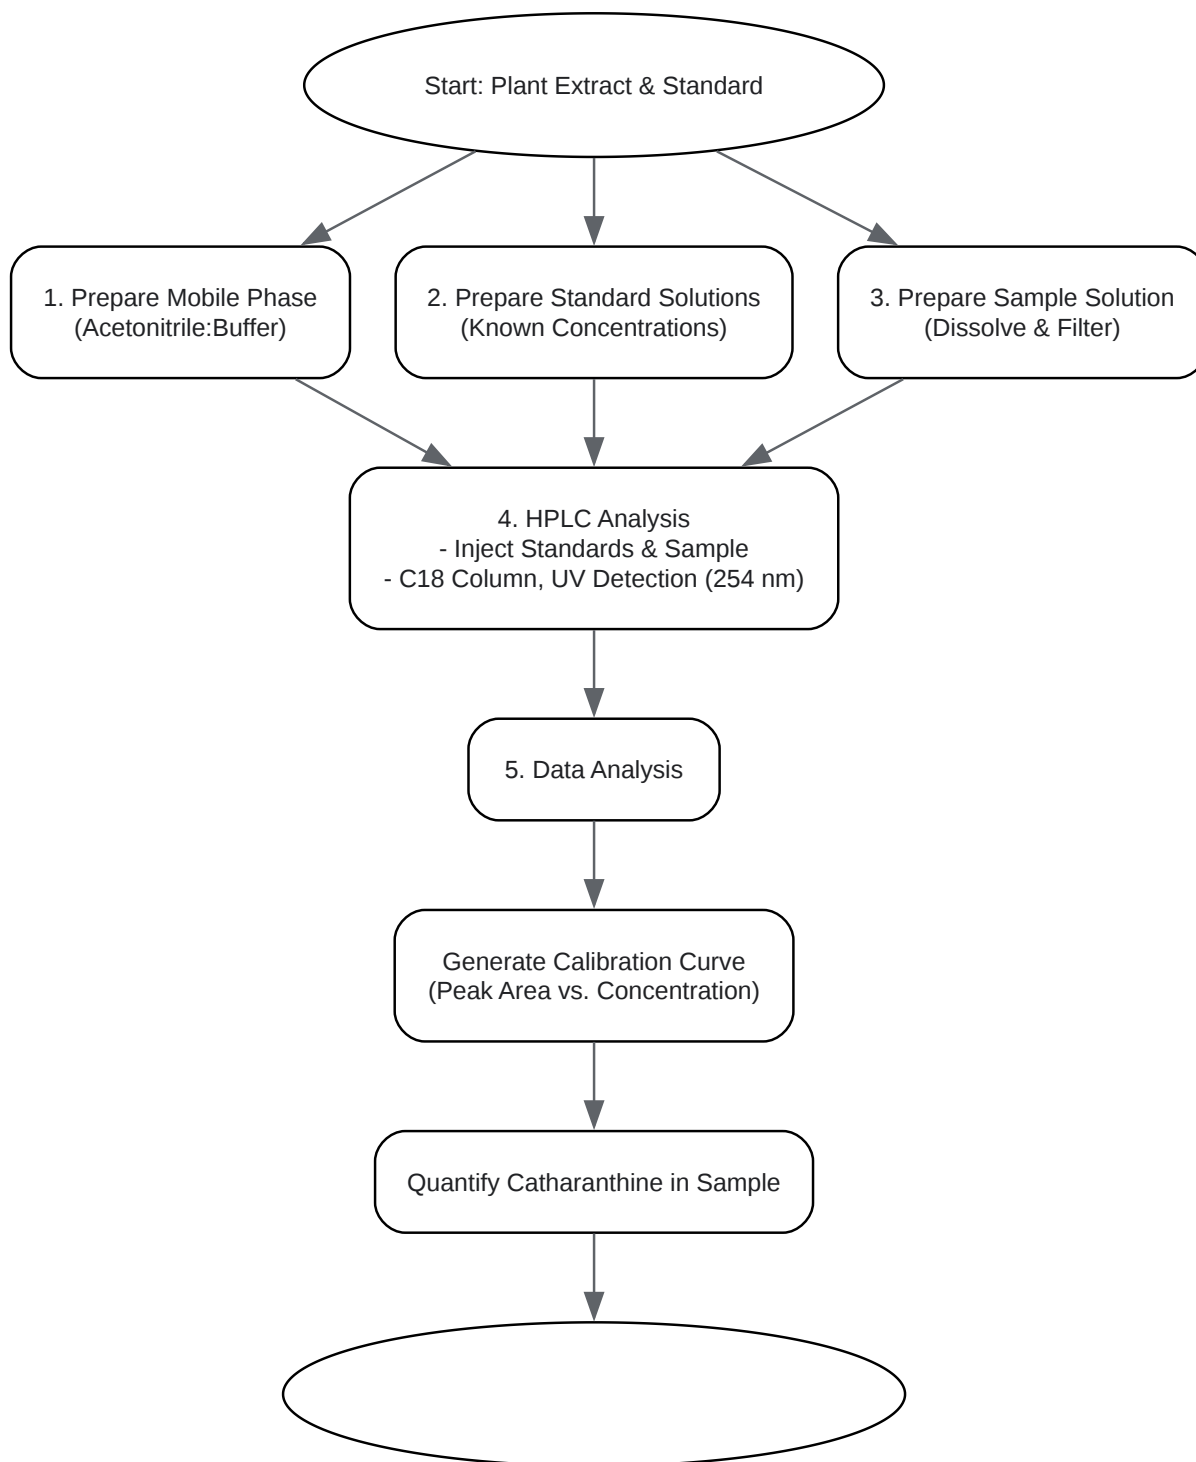 Start: Plant Extract & Standard
1. Prepare Mobile Phase
(Acetonitrile:Buffer)
2. Prepare Standard Solutions
(Known Concentrations)
3. Prepare Sample Solution
(Dissolve & Filter)
4. HPLC Analysis
- Inject Standards & Sample
- C18 Column, UV Detection (254 nm)
5. Data Analysis
Generate Calibration Curve
(Peak Area vs. Concentration)
Quantify Catharanthine in Sample